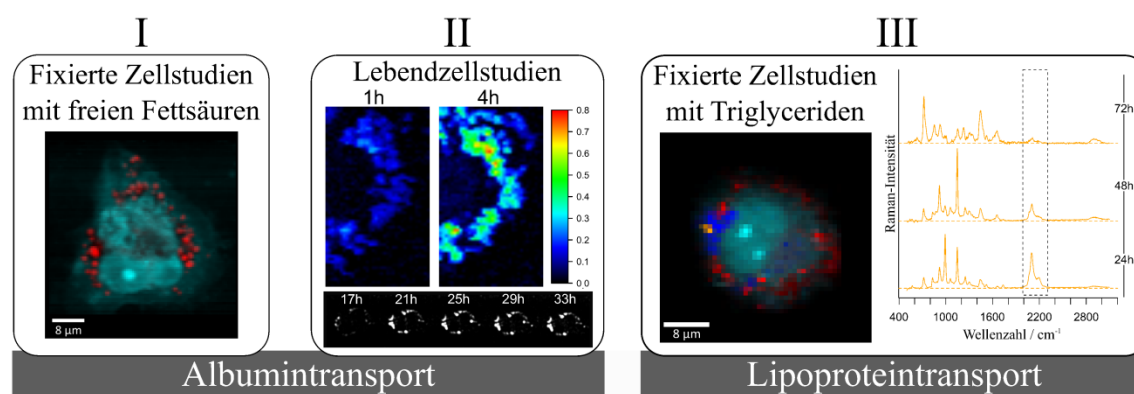 I
II
III
Fixierte Zellstudien
mit freien Fettsäuren
8 µm
Lebendzellstudien
1h
4h
0.8
0.7
0.6
0.5
0.4
0.3
0.2
0.1
0.0
17h
21h
25h
29h
33h
Fixierte Zellstudien
mit Triglyceriden
8 µm
Raman-Intensität
72h
48h
24h
400
1000
1600
2200
2800
Wellenzahl / cm⁻¹
Albumintransport
Lipoproteintransport